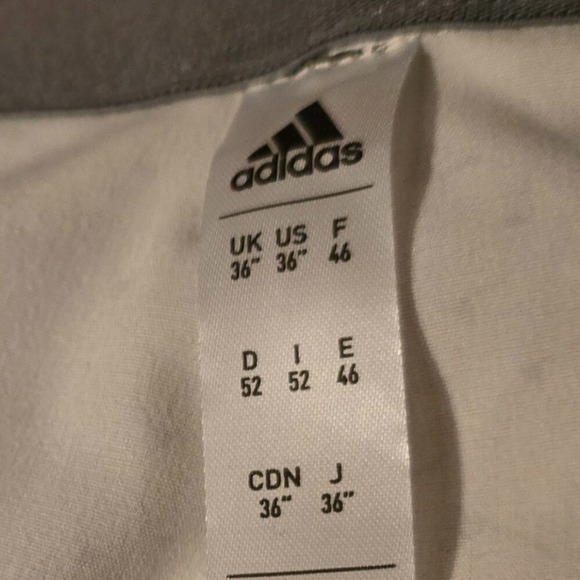 adidas
UK US F
36" 36" 46
D I E
52 52 46
CDN J
36" 36"